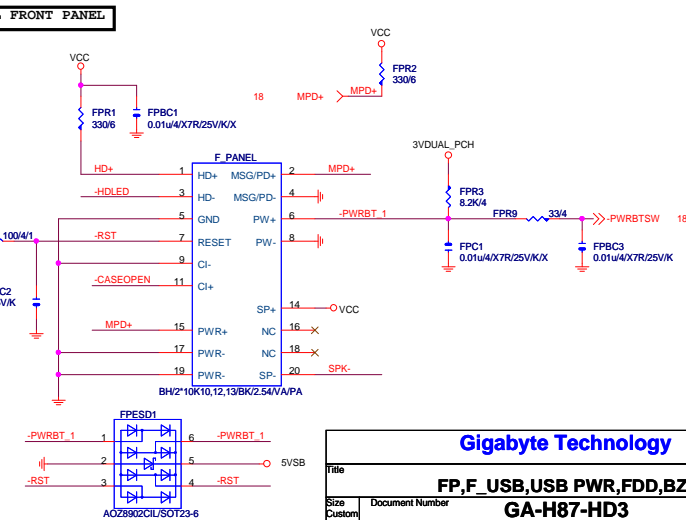 FRONT PANEL
VCC
FPR2
330/6
18 MPD+ MPD+
VCC
FPR1
330/6
FPBC1
0.01u/4/X7R/25V/K/X
3VDUAL_PCH
FPR3
8.2K/4
FPR9 33/4
-PWRBTSW 18
FPC1
0.01u/4/X7R/25V/K/X
FPBC3
0.01u/4/X7R/25V/K
F_PANEL
HD+ 1 HD+ MSG/PD+ 2 MPD+
-HDLED 3 HD- MSG/PD- 4
5 GND PW+ 6 -PWRBT_1
100/4/1 -RST 7 RESET PW- 8
9 CI-
-CASEOPEN 11 CI+
SP+ 14 VCC
MPD+ 15 PWR+ NC 16
17 PWR- NC 18
19 PWR- SP- 20 SPK-
BH/2*10K10,12,13/BK/2.54/VA/PA
C2
V/K
FPESD1
-PWRBT_1 1 6 -PWRBT_1
2 5 5VSB
-RST 3 4 -RST
AOZ8902CIL/SOT23-6
Gigabyte Technology
Title
FP,F_USB,USB PWR,FDD,BZ
Size
Custom
Document Number
GA-H87-HD3